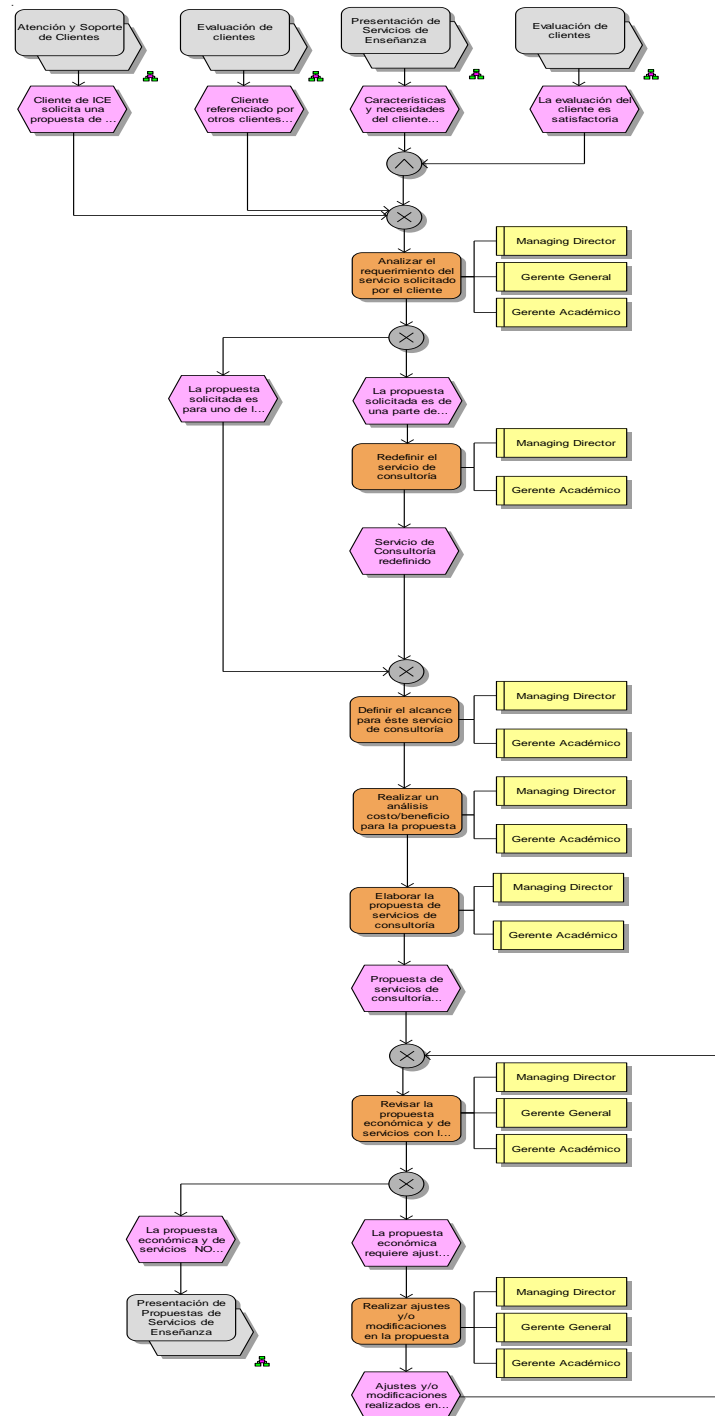 Atención y Soporte
de Clientes
Evaluación de
clientes
Presentación de
Servicios de
Enseñanza
Evaluación de
clientes
Cliente de ICE
solicita una
propuesta de ...
Cliente
referenciado por
otros clientes...
Características
y necesidades
del cliente...
La evaluación del
cliente es
satisfactoria
Analizar el
requerimiento del
servicio solicitado
por el cliente
Managing Director
Gerente General
Gerente Académico
La propuesta
solicitada es
para uno de l...
La propuesta
solicitada es de
una parte de...
Redefinir el
servicio de
consultoría
Managing Director
Gerente Académico
Servicio de
Consultoría
redefinido
Definir el alcance
para éste servicio
de consultoría
Managing Director
Gerente Académico
Realizar un
análisis
costo/beneficio
para la propuesta
Managing Director
Gerente Académico
Elaborar la
propuesta de
servicios de
consultoría
Managing Director
Gerente Académico
Propuesta de
servicios de
consultoría...
Revisar la
propuesta
económica y de
servicios con l...
Managing Director
Gerente General
Gerente Académico
La propuesta
económica y de
servicios NO...
La propuesta
económica
requiere ajust...
Presentación de
Propuestas de
Servicios de
Enseñanza
Realizar ajustes
y/o
modificaciones
en la propuesta
Managing Director
Gerente General
Gerente Académico
Ajustes y/o
modificaciones
realizados en...